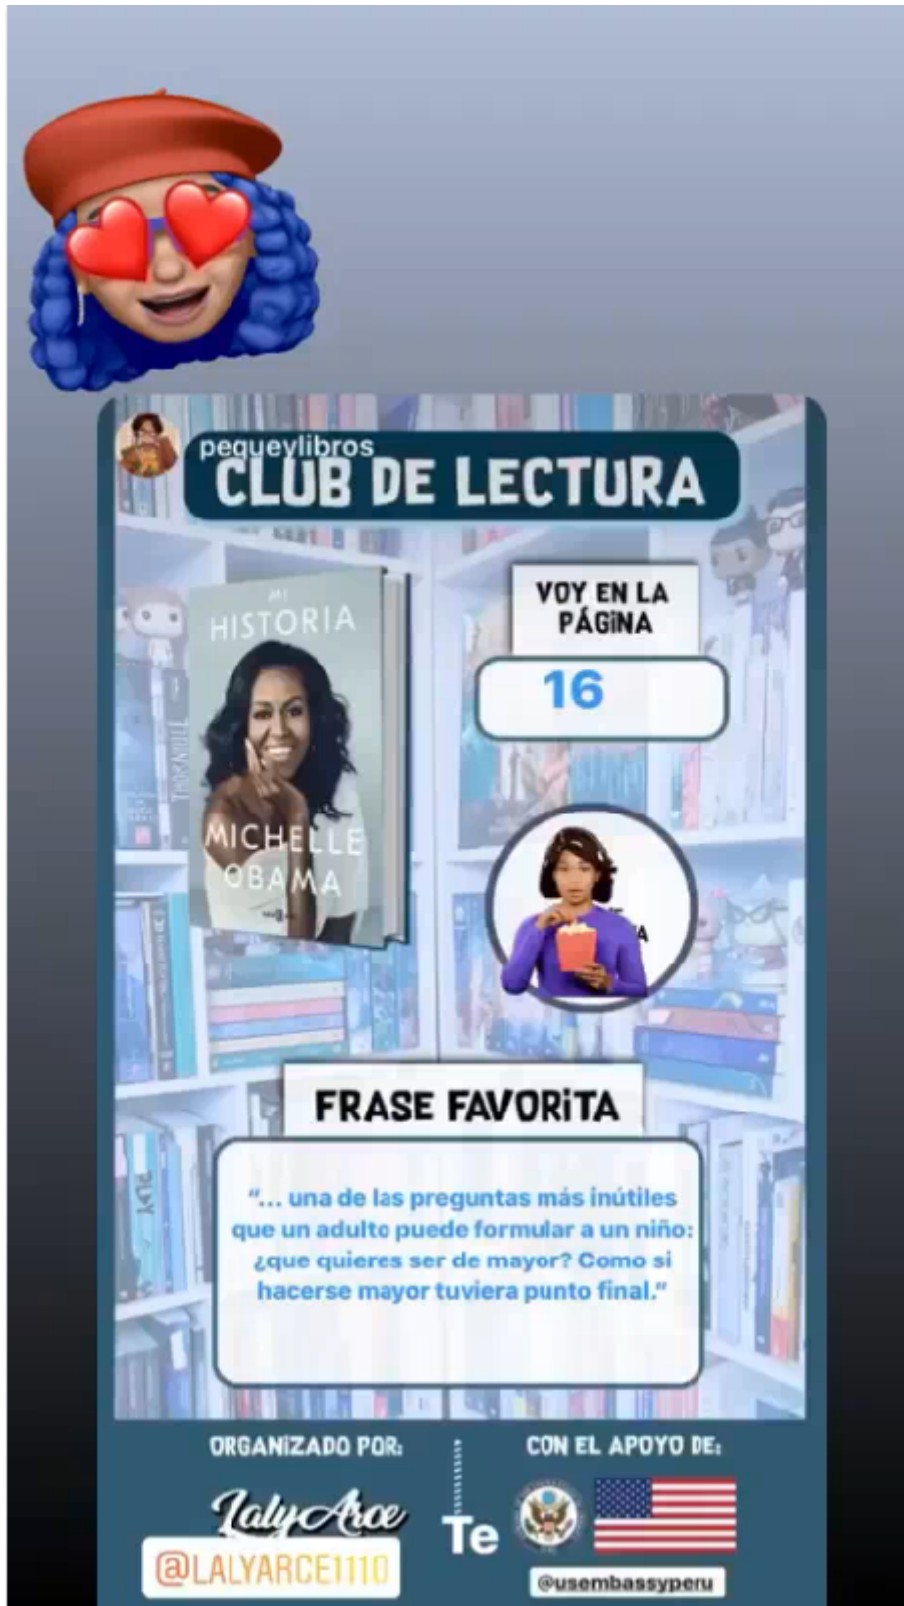 pequeylibros
CLUB DE LECTURA
MI
HISTORIA
MICHELLE
OBAMA
VOY EN LA
PÁGINA
16
FRASE FAVORITA
“... una de las preguntas más inútiles
que un adulto puede formular a un niño:
¿que quieres ser de mayor? Como si
hacerse mayor tuviera punto final.”
ORGANIZADO POR:
LalyArce
@LALYARCE1110
Te
CON EL APOYO DE:
@usembassyperu
PLAY